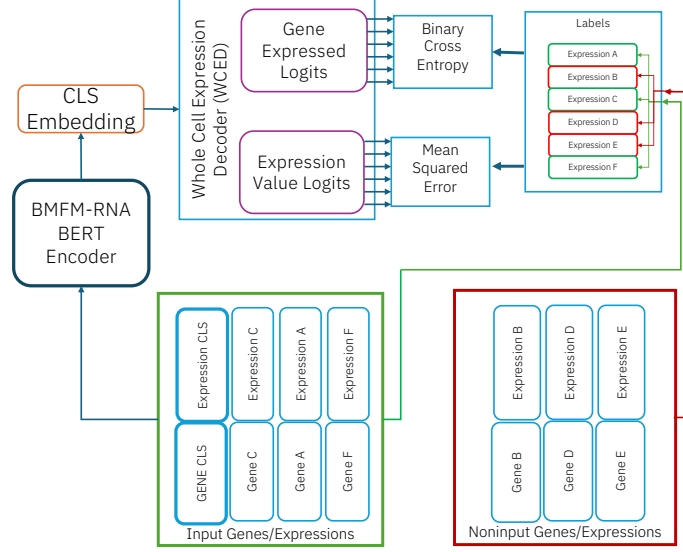 Gene
Expressed
Logits
Binary
Cross
Entropy
Labels
Expression A
Expression B
Expression C
Expression D
Expression E
Expression F
CLS
Embedding
Whole Cell Expression
Decoder (WCED)
Expression
Value Logits
Mean
Squared
Error
BMFM-RNA
BERT
Encoder
Expression CLS
Expression C
Expression A
Expression F
GENE CLS
Gene C
Gene A
Gene F
Input Genes/Expressions
Expression B
Expression D
Expression E
Gene B
Gene D
Gene E
Noninput Genes/Expressions